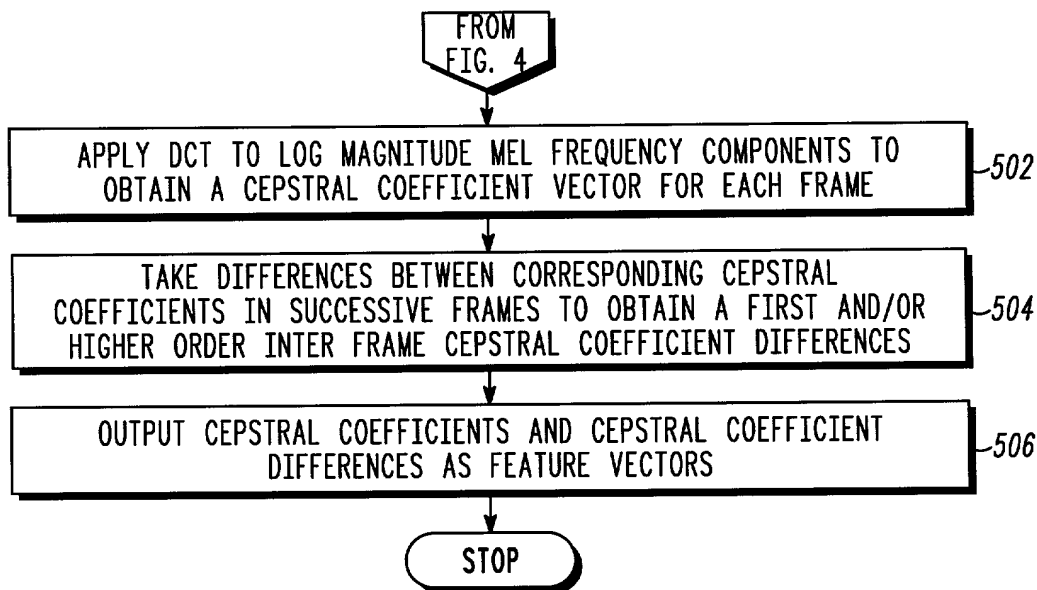 FROM
FIG. 4
APPLY DCT TO LOG MAGNITUDE MEL FREQUENCY COMPONENTS TO
OBTAIN A CEPSTRAL COEFFICIENT VECTOR FOR EACH FRAME
502
TAKE DIFFERENCES BETWEEN CORRESPONDING CEPSTRAL
COEFFICIENTS IN SUCCESSIVE FRAMES TO OBTAIN A FIRST AND/OR
HIGHER ORDER INTER FRAME CEPSTRAL COEFFICIENT DIFFERENCES
504
OUTPUT CEPSTRAL COEFFICIENTS AND CEPSTRAL COEFFICIENT
DIFFERENCES AS FEATURE VECTORS
506
STOP